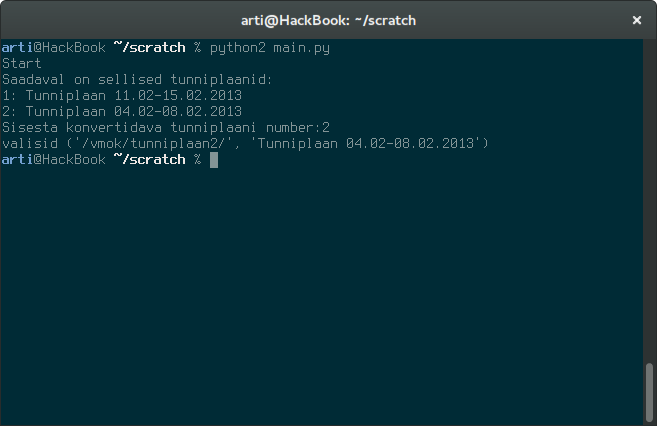 arti@HackBook: ~/scratch
arti@HackBook ~/scratch % python2 main.py
Start
Saadaval on sellised tunniplaanid:
1: Tunniplaan 11.02-15.02.2013
2: Tunniplaan 04.02-08.02.2013
Sisesta konvertidava tunniplaani number:2
valisid ('/vmok/tunniplaan2/', 'Tunniplaan 04.02-08.02.2013')
arti@HackBook ~/scratch %